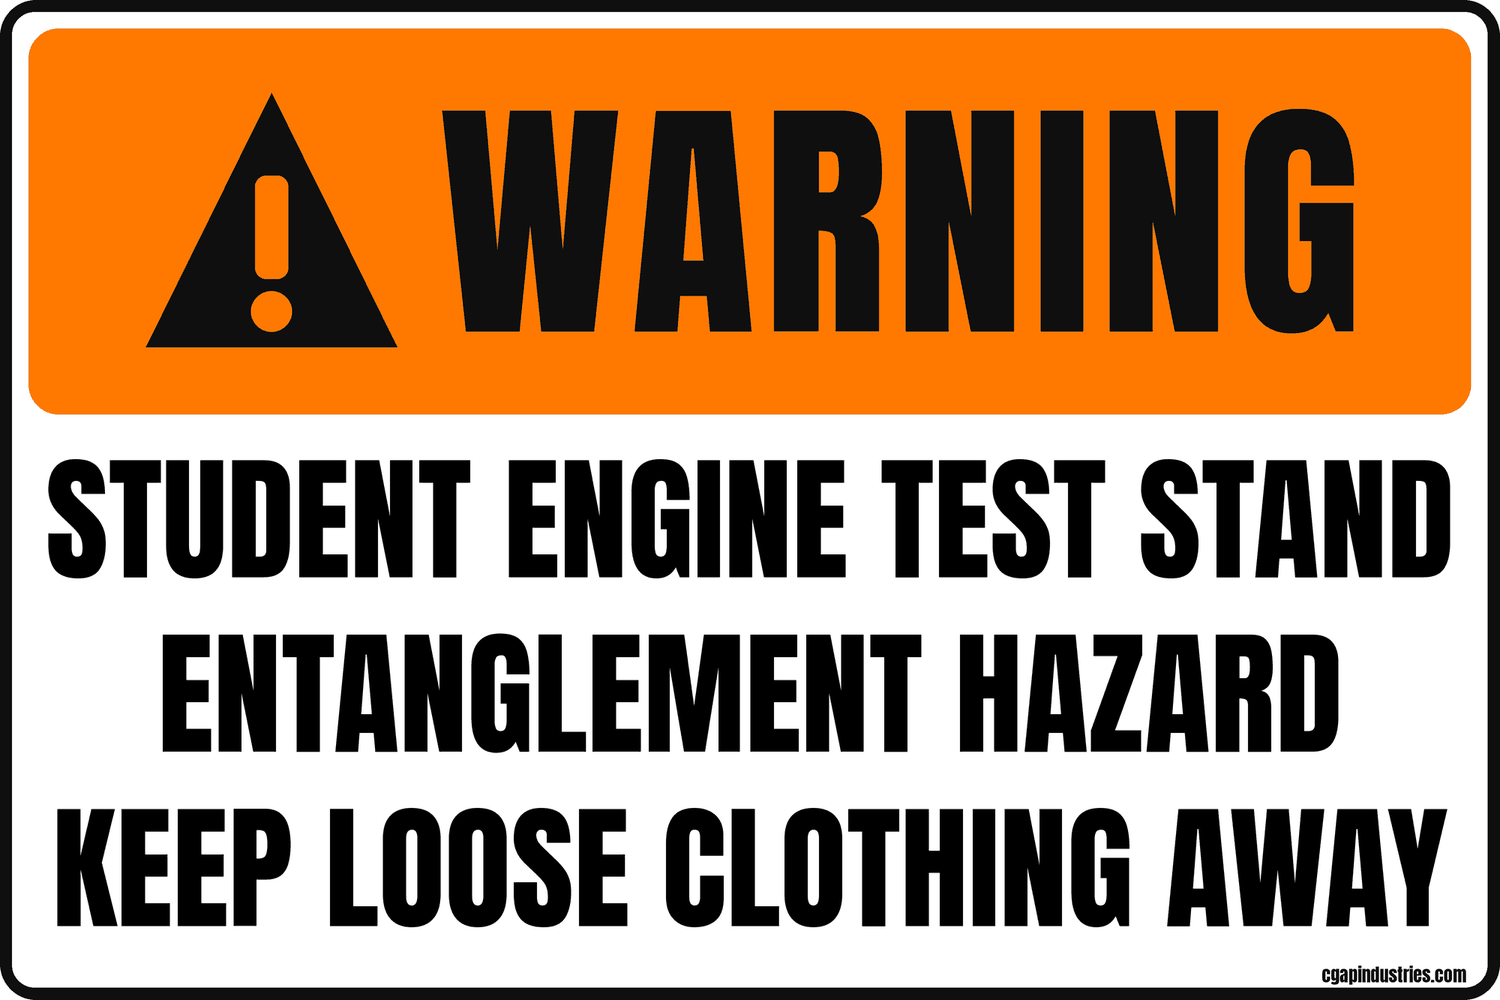 WARNING
STUDENT ENGINE TEST STAND
ENTANGLEMENT HAZARD
KEEP LOOSE CLOTHING AWAY
cgapindustries.com